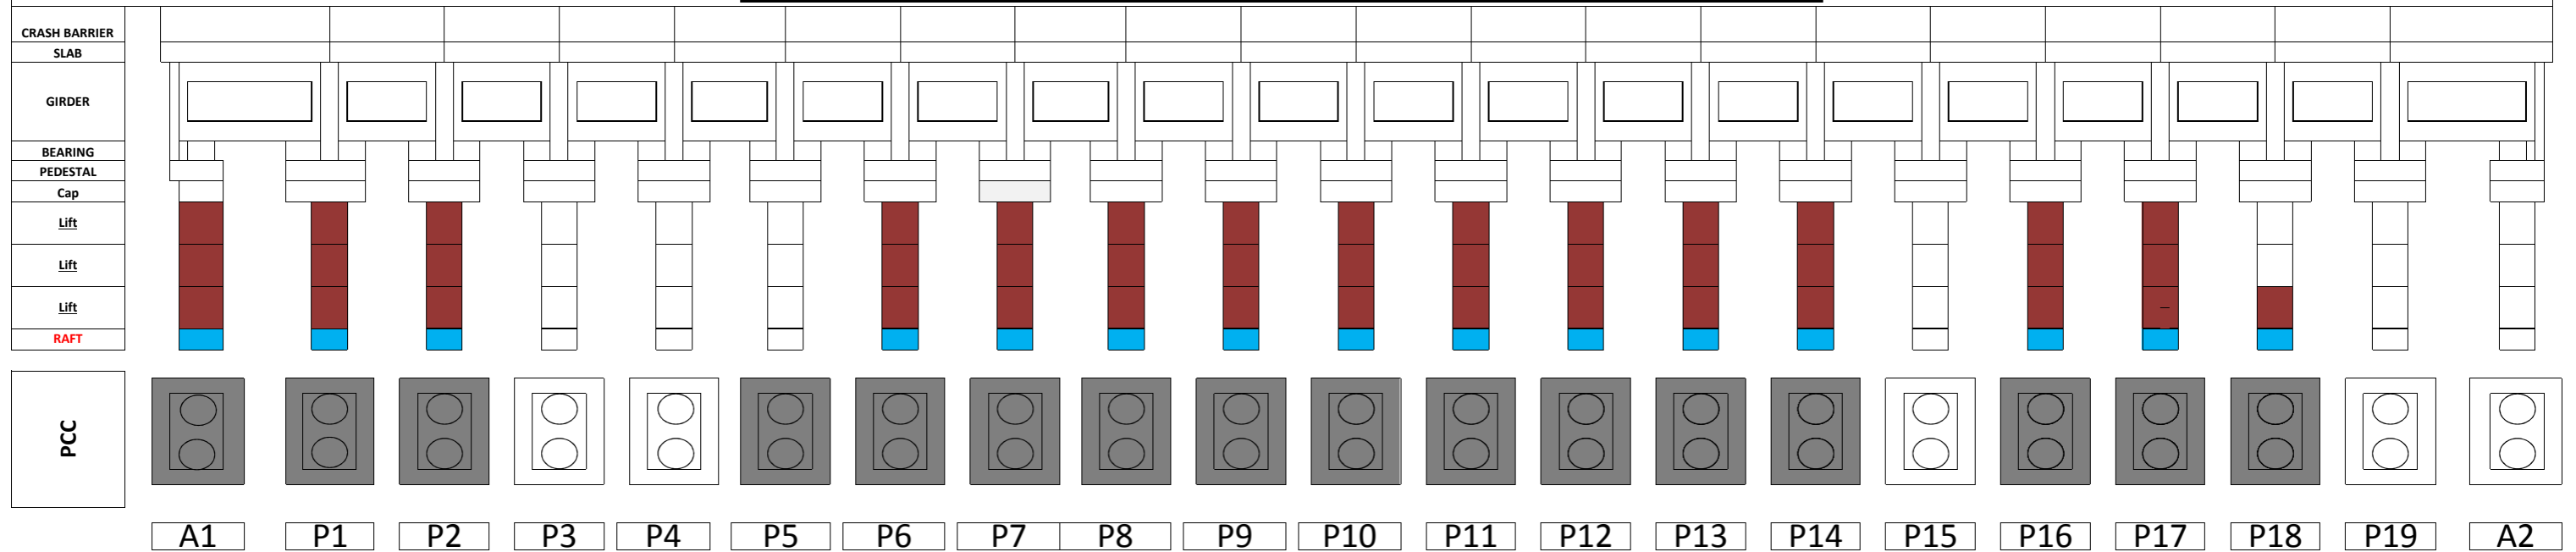 CRASH BARRIER
SLAB
GIRDER
BEARING
PEDESTAL
Cap
Lift
Lift
Lift
RAFT
PCC
A1 P1 P2 P3 P4 P5 P6 P7 P8 P9 P10 P11 P12 P13 P14 P15 P16 P17 P18 P19 A2